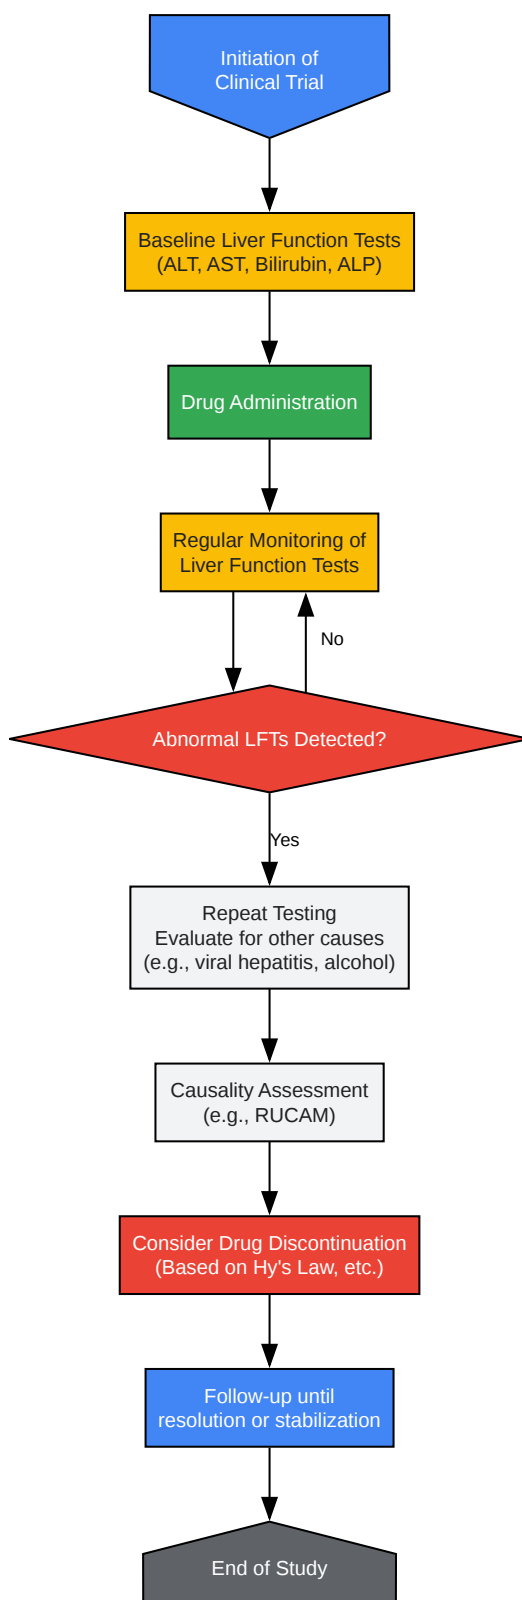 Initiation of
Clinical Trial
Baseline Liver Function Tests
(ALT, AST, Bilirubin, ALP)
Drug Administration
Regular Monitoring of
Liver Function Tests
No
Abnormal LFTs Detected?
Yes
Repeat Testing
Evaluate for other causes
(e.g., viral hepatitis, alcohol)
Causality Assessment
(e.g., RUCAM)
Consider Drug Discontinuation
(Based on Hy's Law, etc.)
Follow-up until
resolution or stabilization
End of Study